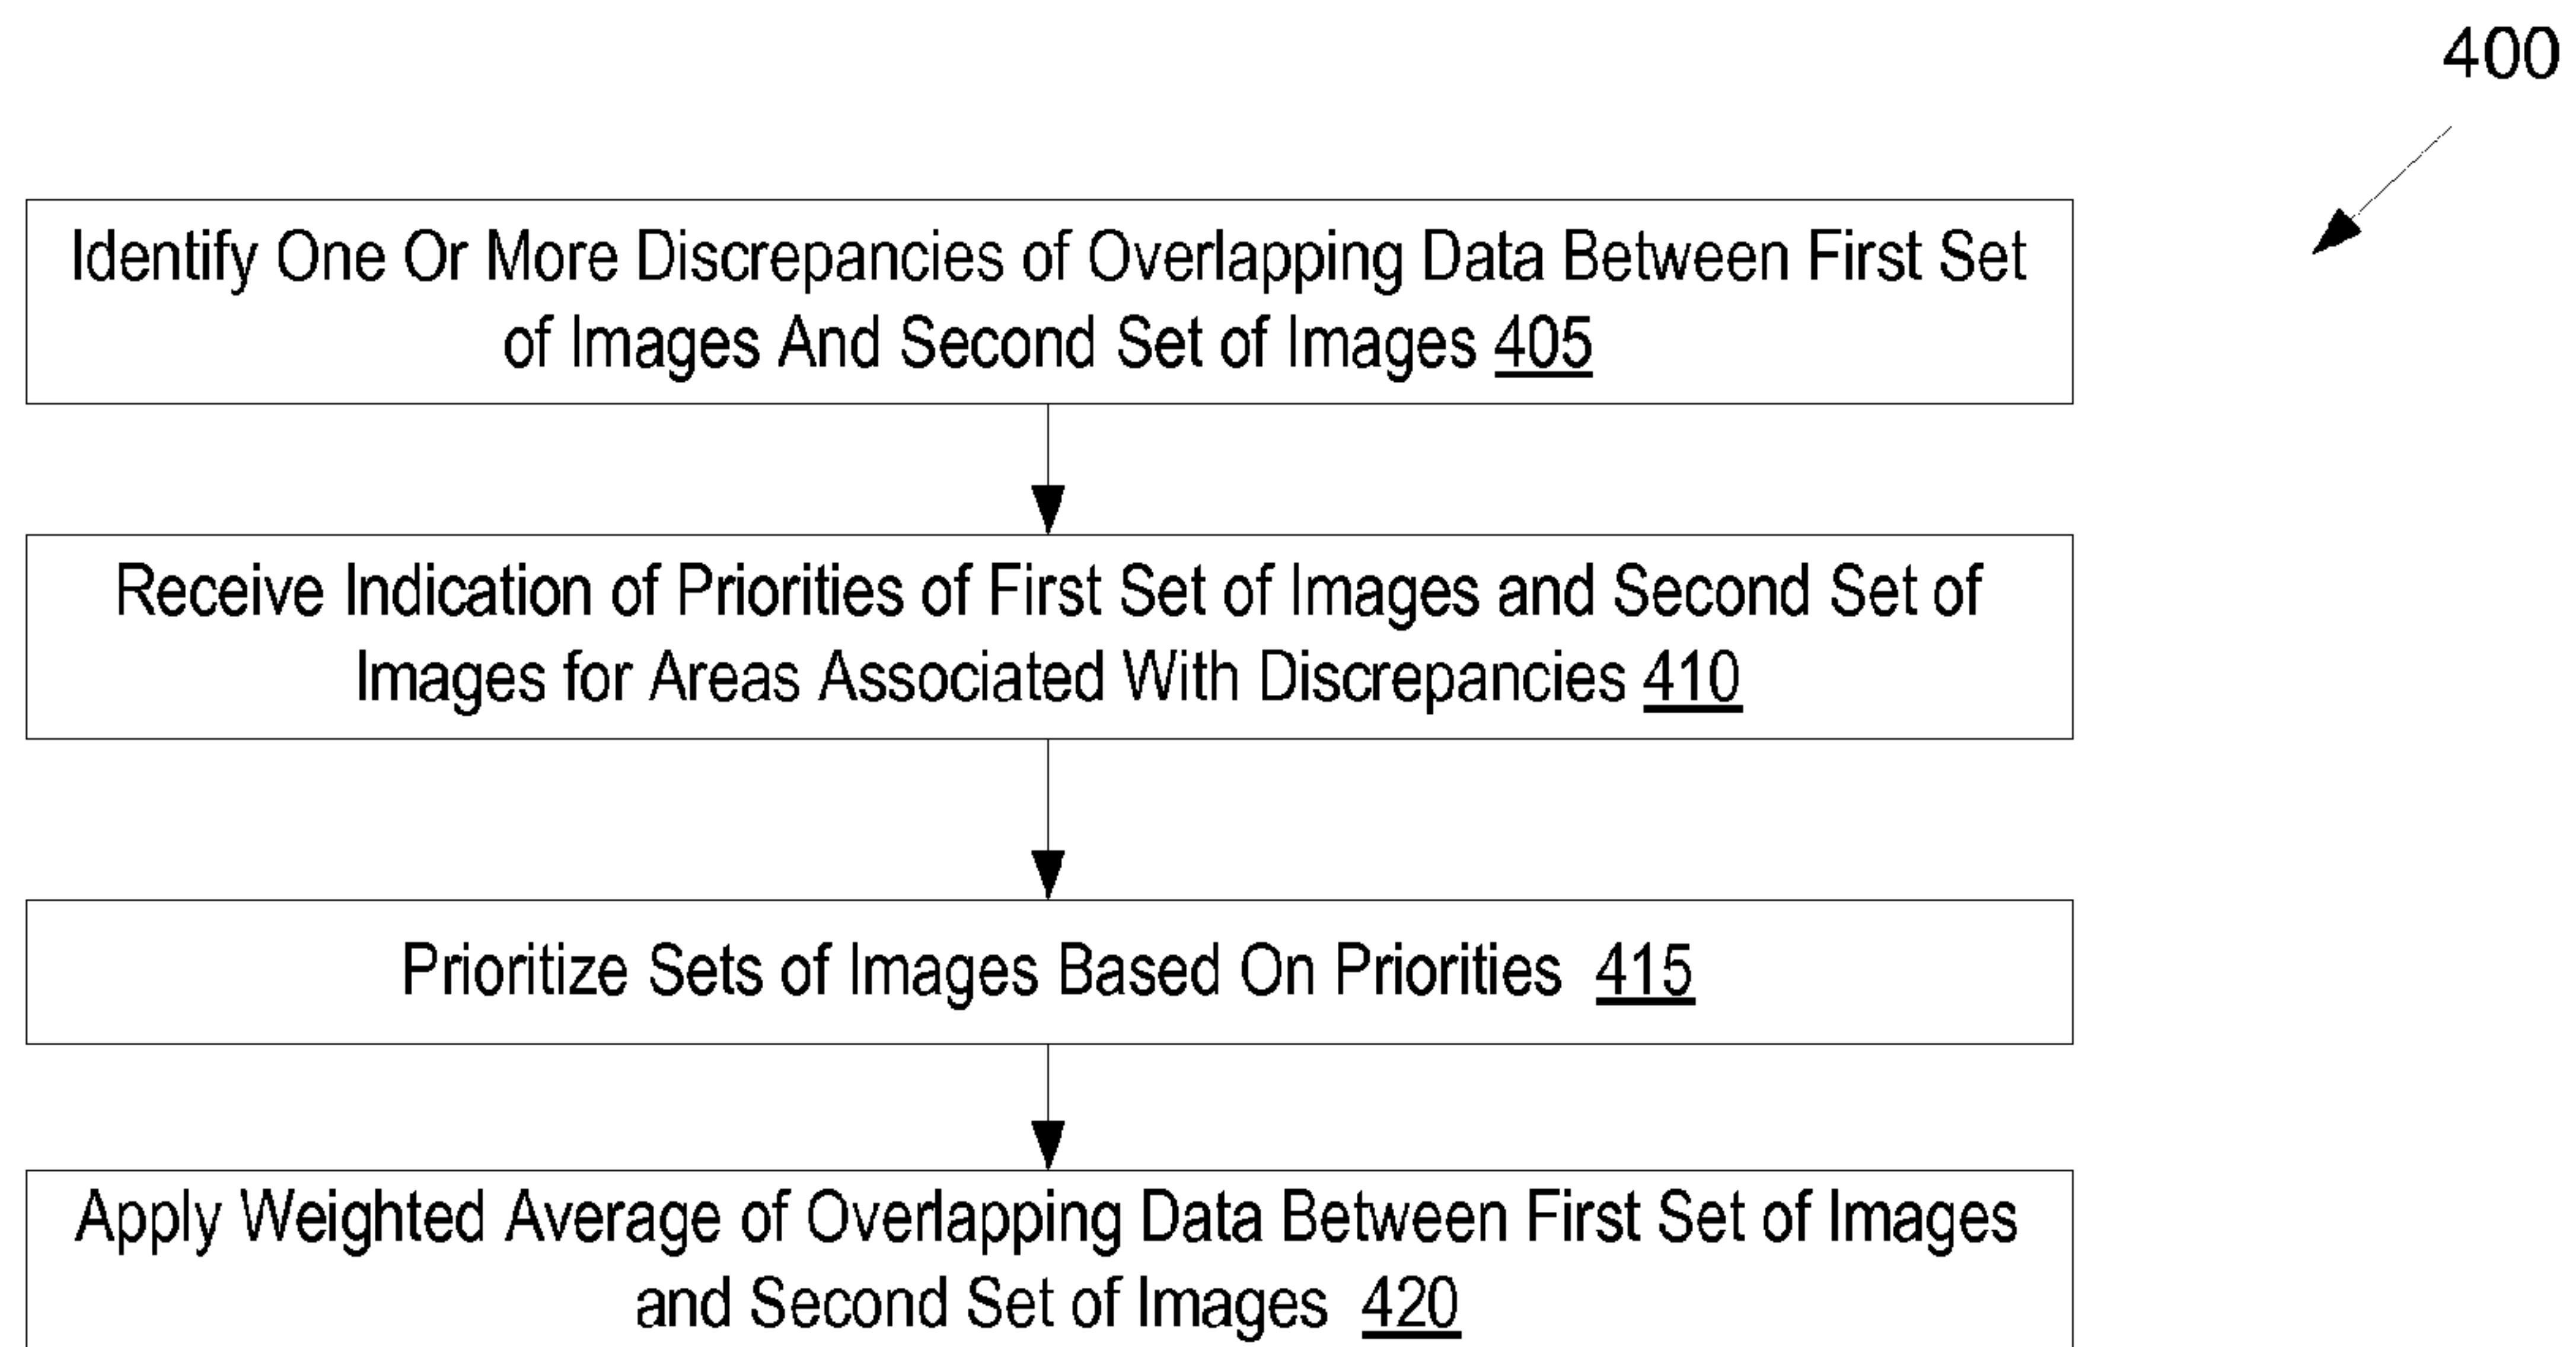 400
Identify One Or More Discrepancies of Overlapping Data Between First Set
of Images And Second Set of Images 405
Receive Indication of Priorities of First Set of Images and Second Set of
Images for Areas Associated With Discrepancies 410
Prioritize Sets of Images Based On Priorities 415
Apply Weighted Average of Overlapping Data Between First Set of Images
and Second Set of Images 420